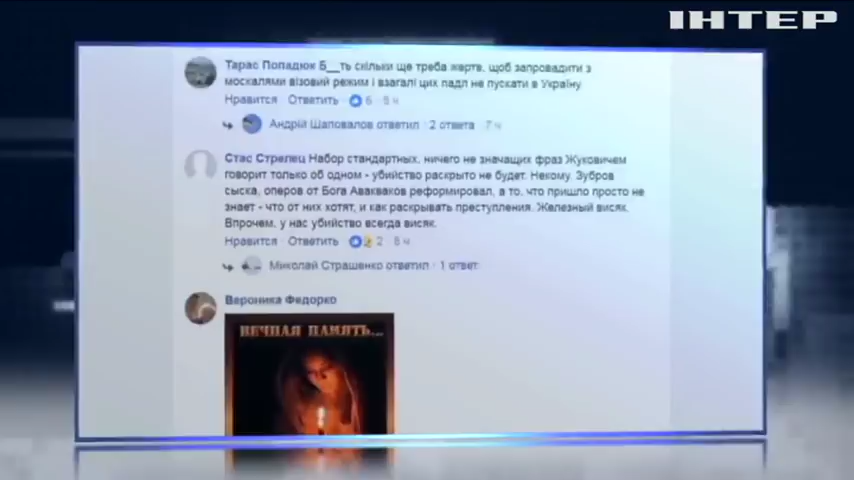 ІНТЕР
Тарас Попадюк Б__ть скільки ще треба жертв, щоб запровадити з
москалями візовий режим і взагалі цих падл не пускати в Україну
Нравится · Ответить · 6 · 8 ч
Андрій Шаповалов ответил · 2 ответа · 7 ч
Стас Стрелец Набор стандартных, ничего не значащих фраз Жуковичем
говорит только об одном - убийство раскрыто не будет. Некому. Зубров
сыска, оперов от Бога Авакваков реформировал, а то, что пришло просто не
знает - что от них хотят, и как раскрывать преступления. Железный висяк.
Впрочем, у нас убийство всегда висяк.
Нравится · Ответить · 2 · 8 ч
Миколай Страшенко ответил · 1 ответ
Вероника Федорко
ВЕЧНАЯ ПАМЯТЬ...